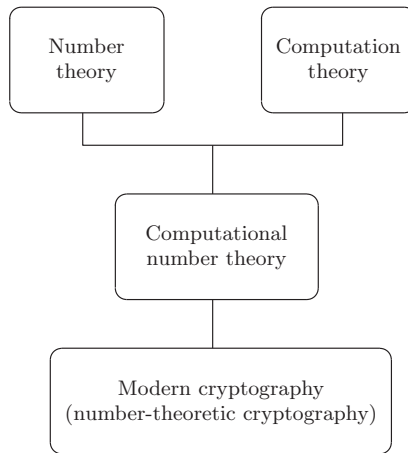 Number
theory
Computation
theory
Computational
number theory
Modern cryptography
(number-theoretic cryptography)